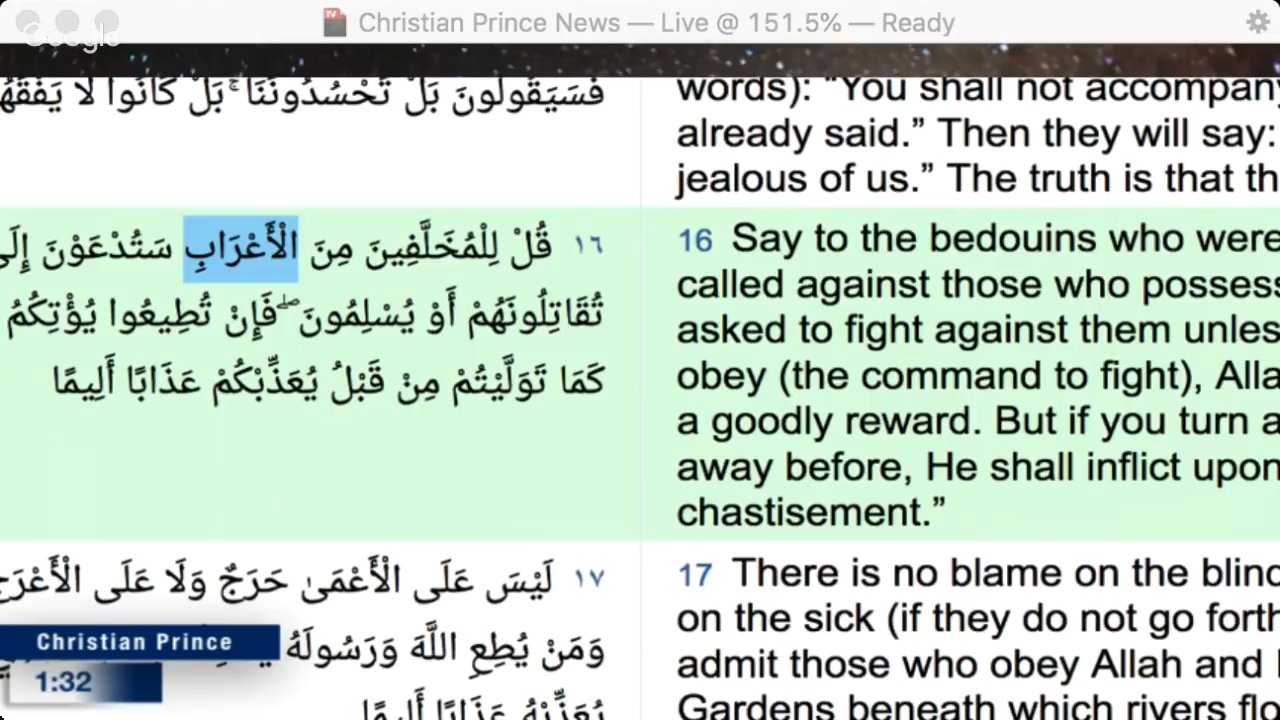 Christian Prince News — Live @ 151.5% — Ready
Google
فَسَيَقُولُونَ بَلْ تَحْسُدُونَنَا ۚ بَلْ كَانُوا لَا
words): “You shall not accompany
already said.” Then they will say:
jealous of us.” The truth is that
١٦ قُلْ لِلْمُخَلَّفِينَ مِنَ الْأَعْرَابِ سَتُدْعَوْنَ إِلَى
تُقَاتِلُونَهُمْ أَوْ يُسْلِمُونَ ۖ فَإِنْ تُطِيعُوا يُؤْتِكُمُ
كَمَا تَوَلَّيْتُمْ مِنْ قَبْلُ يُعَذِّبْكُمْ عَذَابًا أَلِيمًا
16 Say to the bedouins who were
called against those who possess
asked to fight against them unles
obey (the command to fight), Alla
a goodly reward. But if you turn a
away before, He shall inflict upon
chastisement.”
١٧ لَيْسَ عَلَى الْأَعْمَىٰ حَرَجٌ وَلَا عَلَى
وَمَنْ يُطِعِ اللَّهَ وَرَسُولَهُ
يُعَذِّبْهُ عَذَابًا أَلِيمًا
17 There is no blame on the blind
on the sick (if they do not go forth
admit those who obey Allah and
Gardens beneath which rivers flo
Christian Prince
1:32